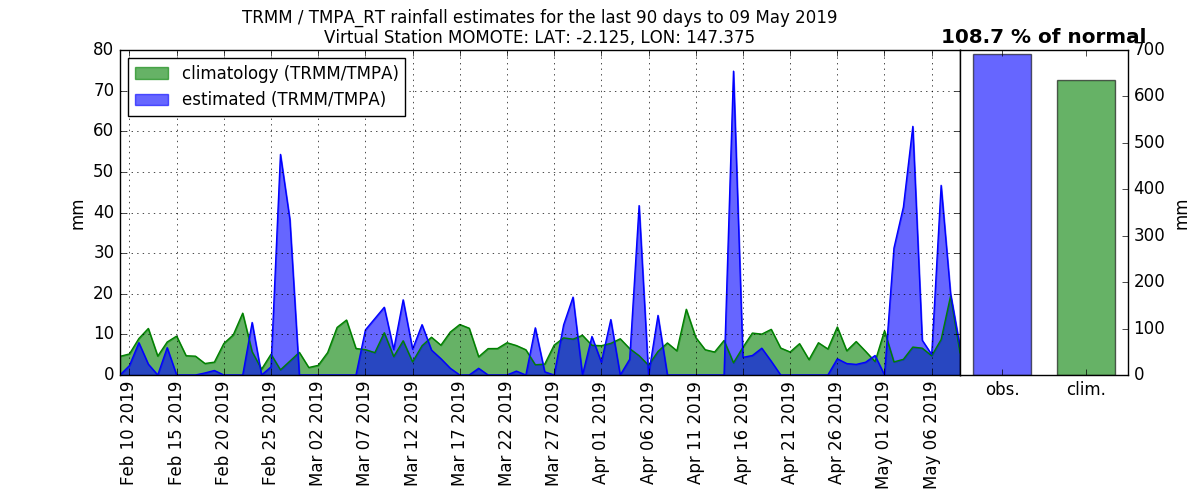 TRMM / TMPA_RT rainfall estimates for the last 90 days to 09 May 2019
Virtual Station MOMOTE: LAT: -2.125, LON: 147.375
108.7 % of normal
climatology (TRMM/TMPA)
estimated (TRMM/TMPA)
mm
80
70
60
50
40
30
20
10
0
Feb 10 2019
Feb 15 2019
Feb 20 2019
Feb 25 2019
Mar 02 2019
Mar 07 2019
Mar 12 2019
Mar 17 2019
Mar 22 2019
Mar 27 2019
Apr 01 2019
Apr 06 2019
Apr 11 2019
Apr 16 2019
Apr 21 2019
Apr 26 2019
May 01 2019
May 06 2019
obs.
clim.
700
600
500
400
300
200
100
0
mm